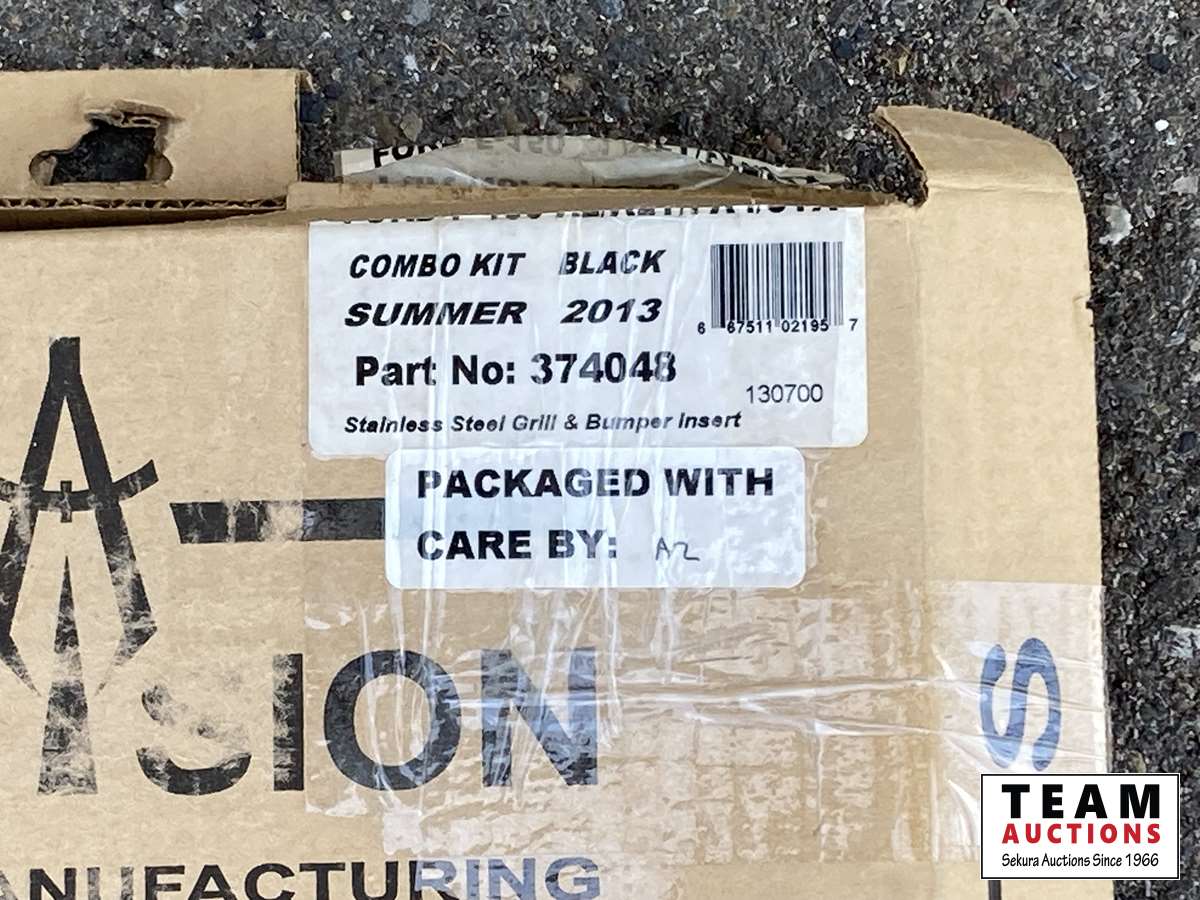 COMBO KIT BLACK
SUMMER 2013
Part No: 374048
130700
Stainless Steel Grill & Bumper Insert
6 67511 02195 7
PACKAGED WITH
CARE BY: AZ
SION
ANUFACTURING
S
TEAM
AUCTIONS
Sekura Auctions Since 1966